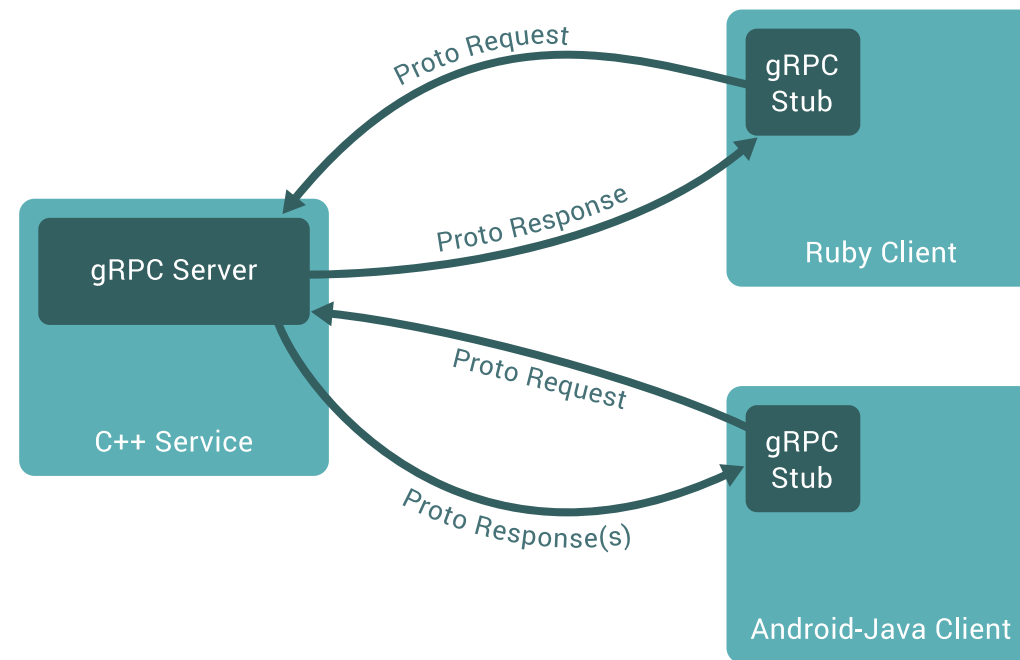 Proto Request
gRPC
Stub
Proto Response
Ruby Client
gRPC Server
C++ Service
Proto Request
gRPC
Stub
Proto Response(s)
Android-Java Client